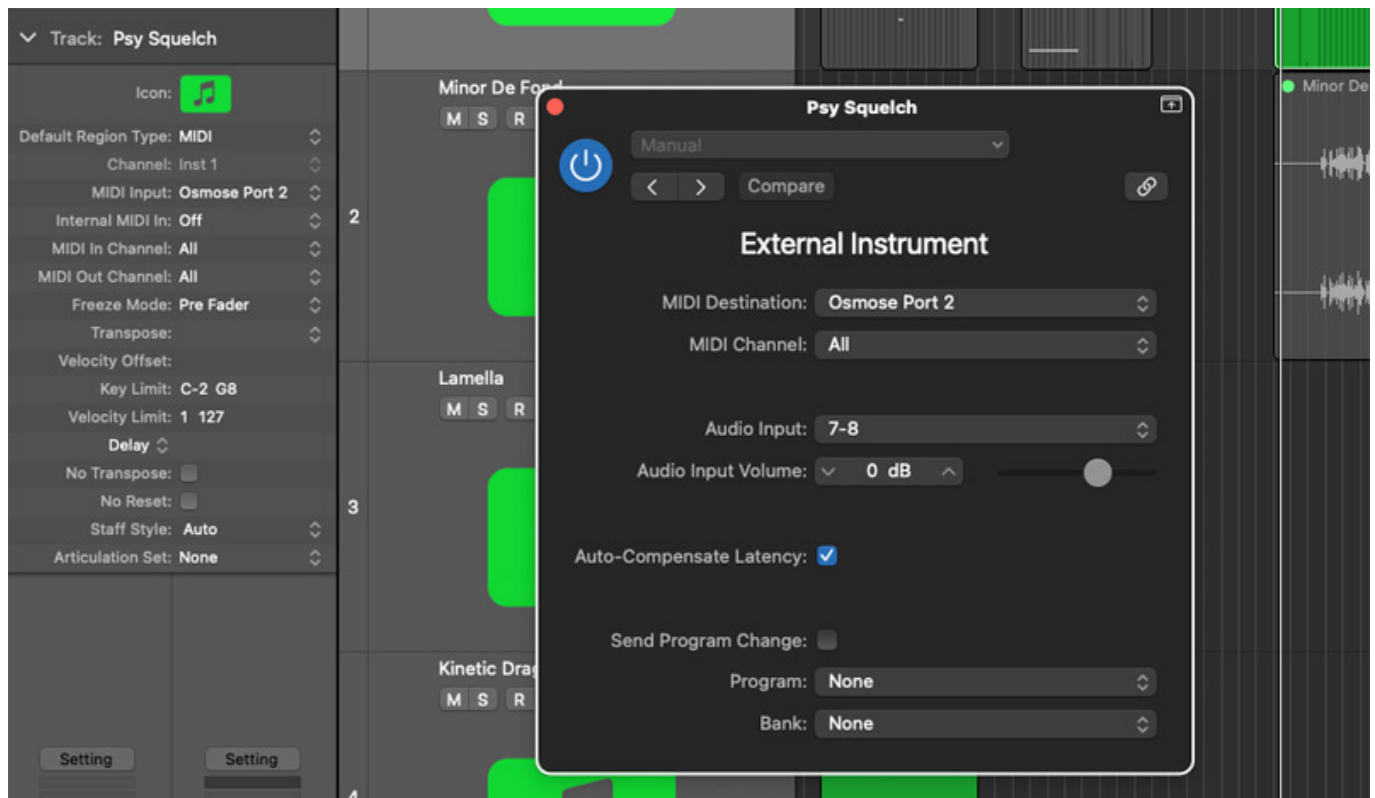 Track: Psy Squelch
Icon:
Default Region Type: MIDI
Channel: Inst 1
MIDI Input: Osmose Port 2
Internal MIDI In: Off
MIDI In Channel: All
MIDI Out Channel: All
Freeze Mode: Pre Fader
Transpose:
Velocity Offset:
Key Limit: C-2 G8
Velocity Limit: 1 127
Delay
No Transpose:
No Reset:
Staff Style: Auto
Articulation Set: None
Setting Setting
Minor De Fond
M S R
2
Lamella
M S R
3
Kinetic Drag
M S R
4
Psy Squelch
Manual
Compare
External Instrument
MIDI Destination: Osmose Port 2
MIDI Channel: All
Audio Input: 7-8
Audio Input Volume: 0 dB
Auto-Compensate Latency:
Send Program Change:
Program: None
Bank: None
Minor De